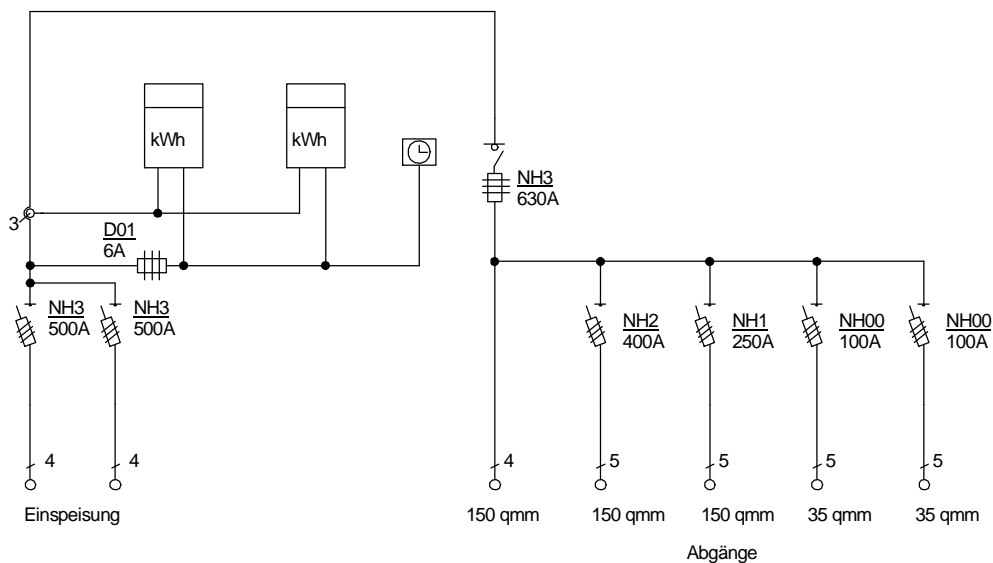 kWh
kWh
NH3
630A
3
D01
6A
NH3
500A
NH3
500A
NH2
400A
NH1
250A
NH00
100A
NH00
100A
4
4
4
5
5
5
5
Einspeisung
150 qmm
150 qmm
150 qmm
35 qmm
35 qmm
Abgänge